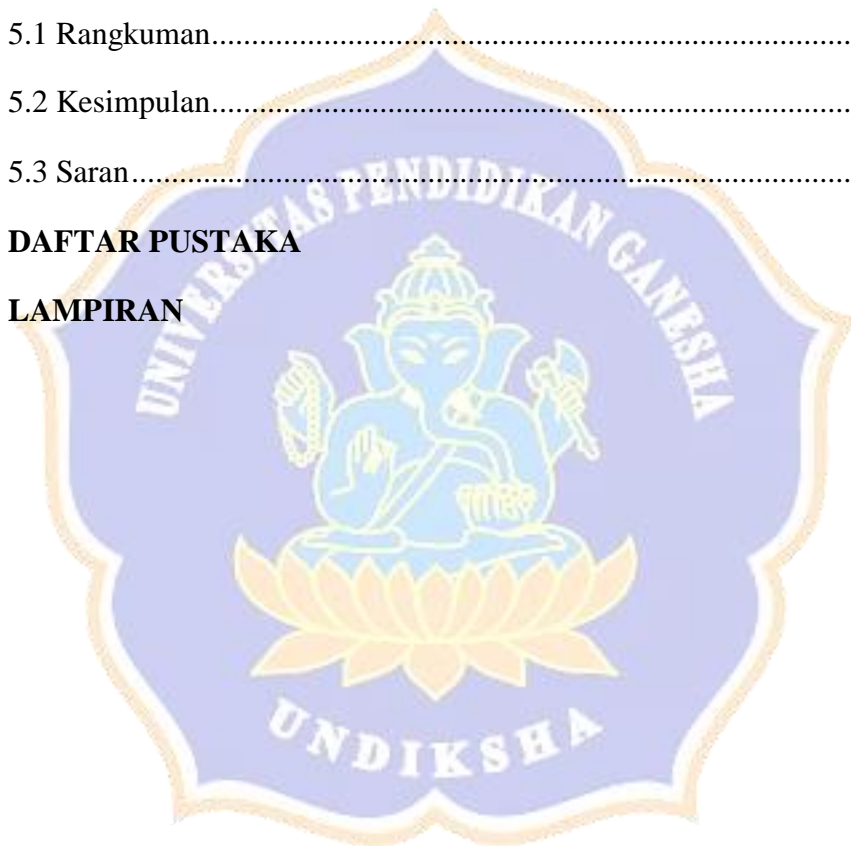 5.1 Rangkuman................................................................................
5.2 Kesimpulan................................................................................
5.3 Saran...........................................................................................
DAFTAR PUSTAKA
LAMPIRAN
UNIVERSITAS PENDIDIKAN GANESHA
UNDIKSHA